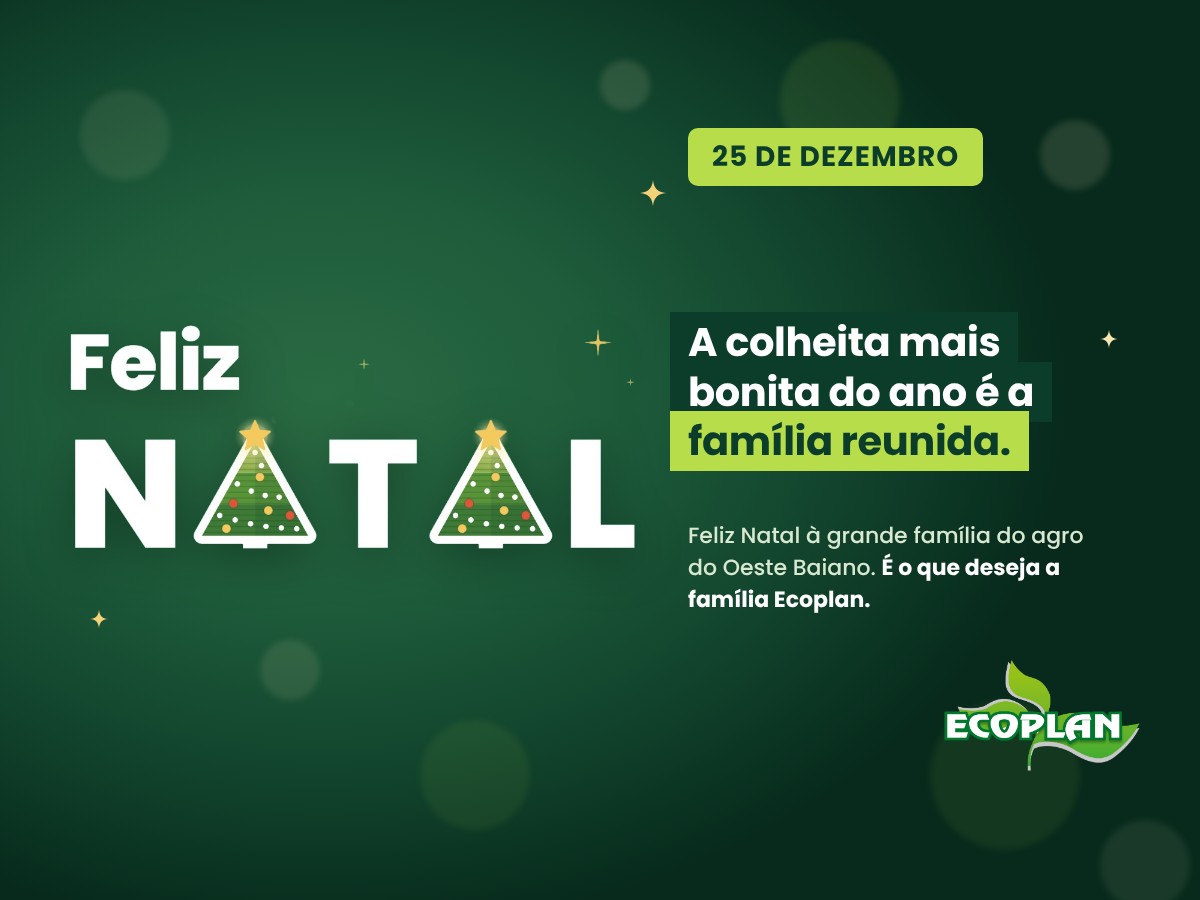 Feliz
NATAL
25 DE DEZEMBRO
A colheita mais
bonita do ano é a
família reunida.
Feliz Natal à grande família do agro
do Oeste Baiano. É o que deseja a
família Ecoplan.
ECOPLAN